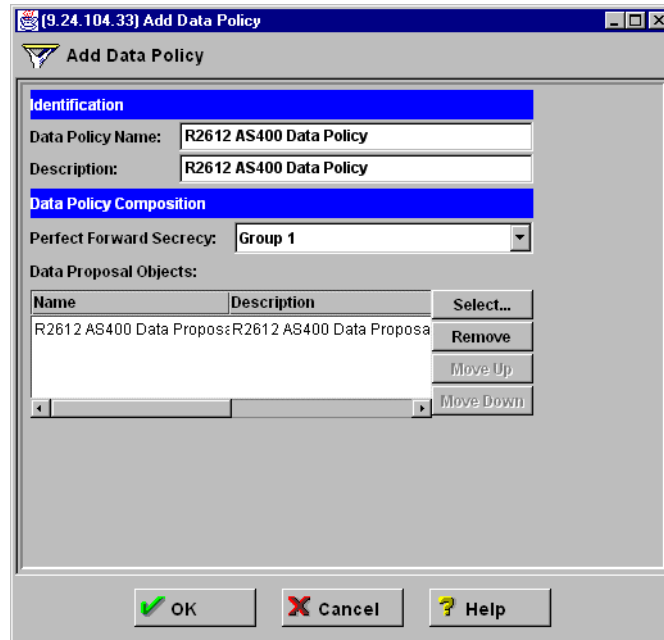 (9.24.104.33) Add Data Policy
Add Data Policy
Identification
Data Policy Name: R2612 AS400 Data Policy
Description: R2612 AS400 Data Policy
Data Policy Composition
Perfect Forward Secrecy: Group 1
Data Proposal Objects:
Name Description Select...
R2612 AS400 Data Propos R2612 AS400 Data Proposa Remove
Move Up
Move Down
OK Cancel Help